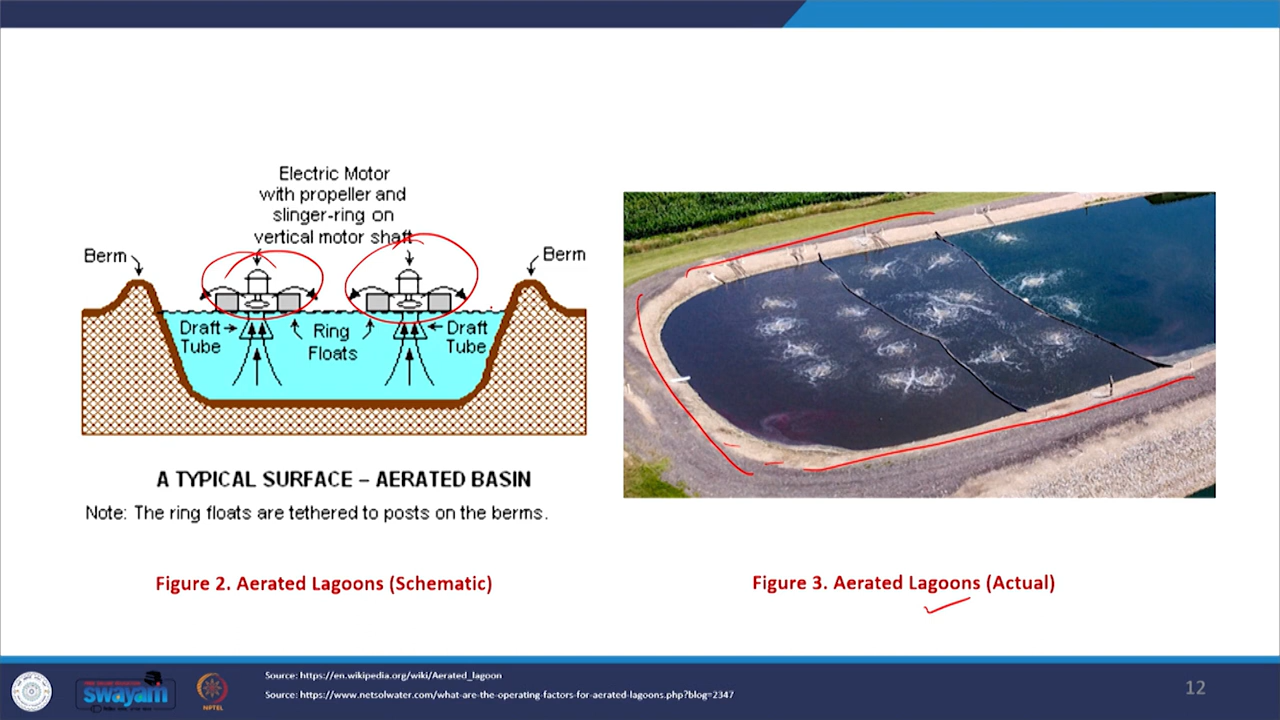 Electric Motor
with propeller and
slinger-ring on
vertical motor shaft
Berm
Berm
Draft
Tube
Ring
Floats
Draft
Tube
A TYPICAL SURFACE – AERATED BASIN
Note: The ring floats are tethered to posts on the berms.
Figure 2. Aerated Lagoons (Schematic)
Figure 3. Aerated Lagoons (Actual)
Source: https://en.wikipedia.org/wiki/Aerated_lagoon
Source: https://www.netsolwater.com/what-are-the-operating-factors-for-aerated-lagoons.php?blog=2347
swayam
NPTEL
12